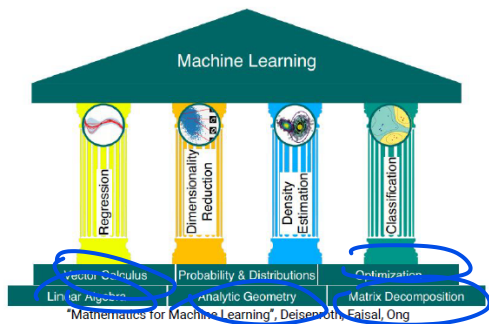 Machine Learning
Regression
Dimensionality
Reduction
Density
Estimation
Classification
Vector Calculus
Probability & Distributions
Optimization
Linear Algebra
Analytic Geometry
Matrix Decomposition
“Mathematics for Machine Learning”, Deisenroth, Faisal, Ong